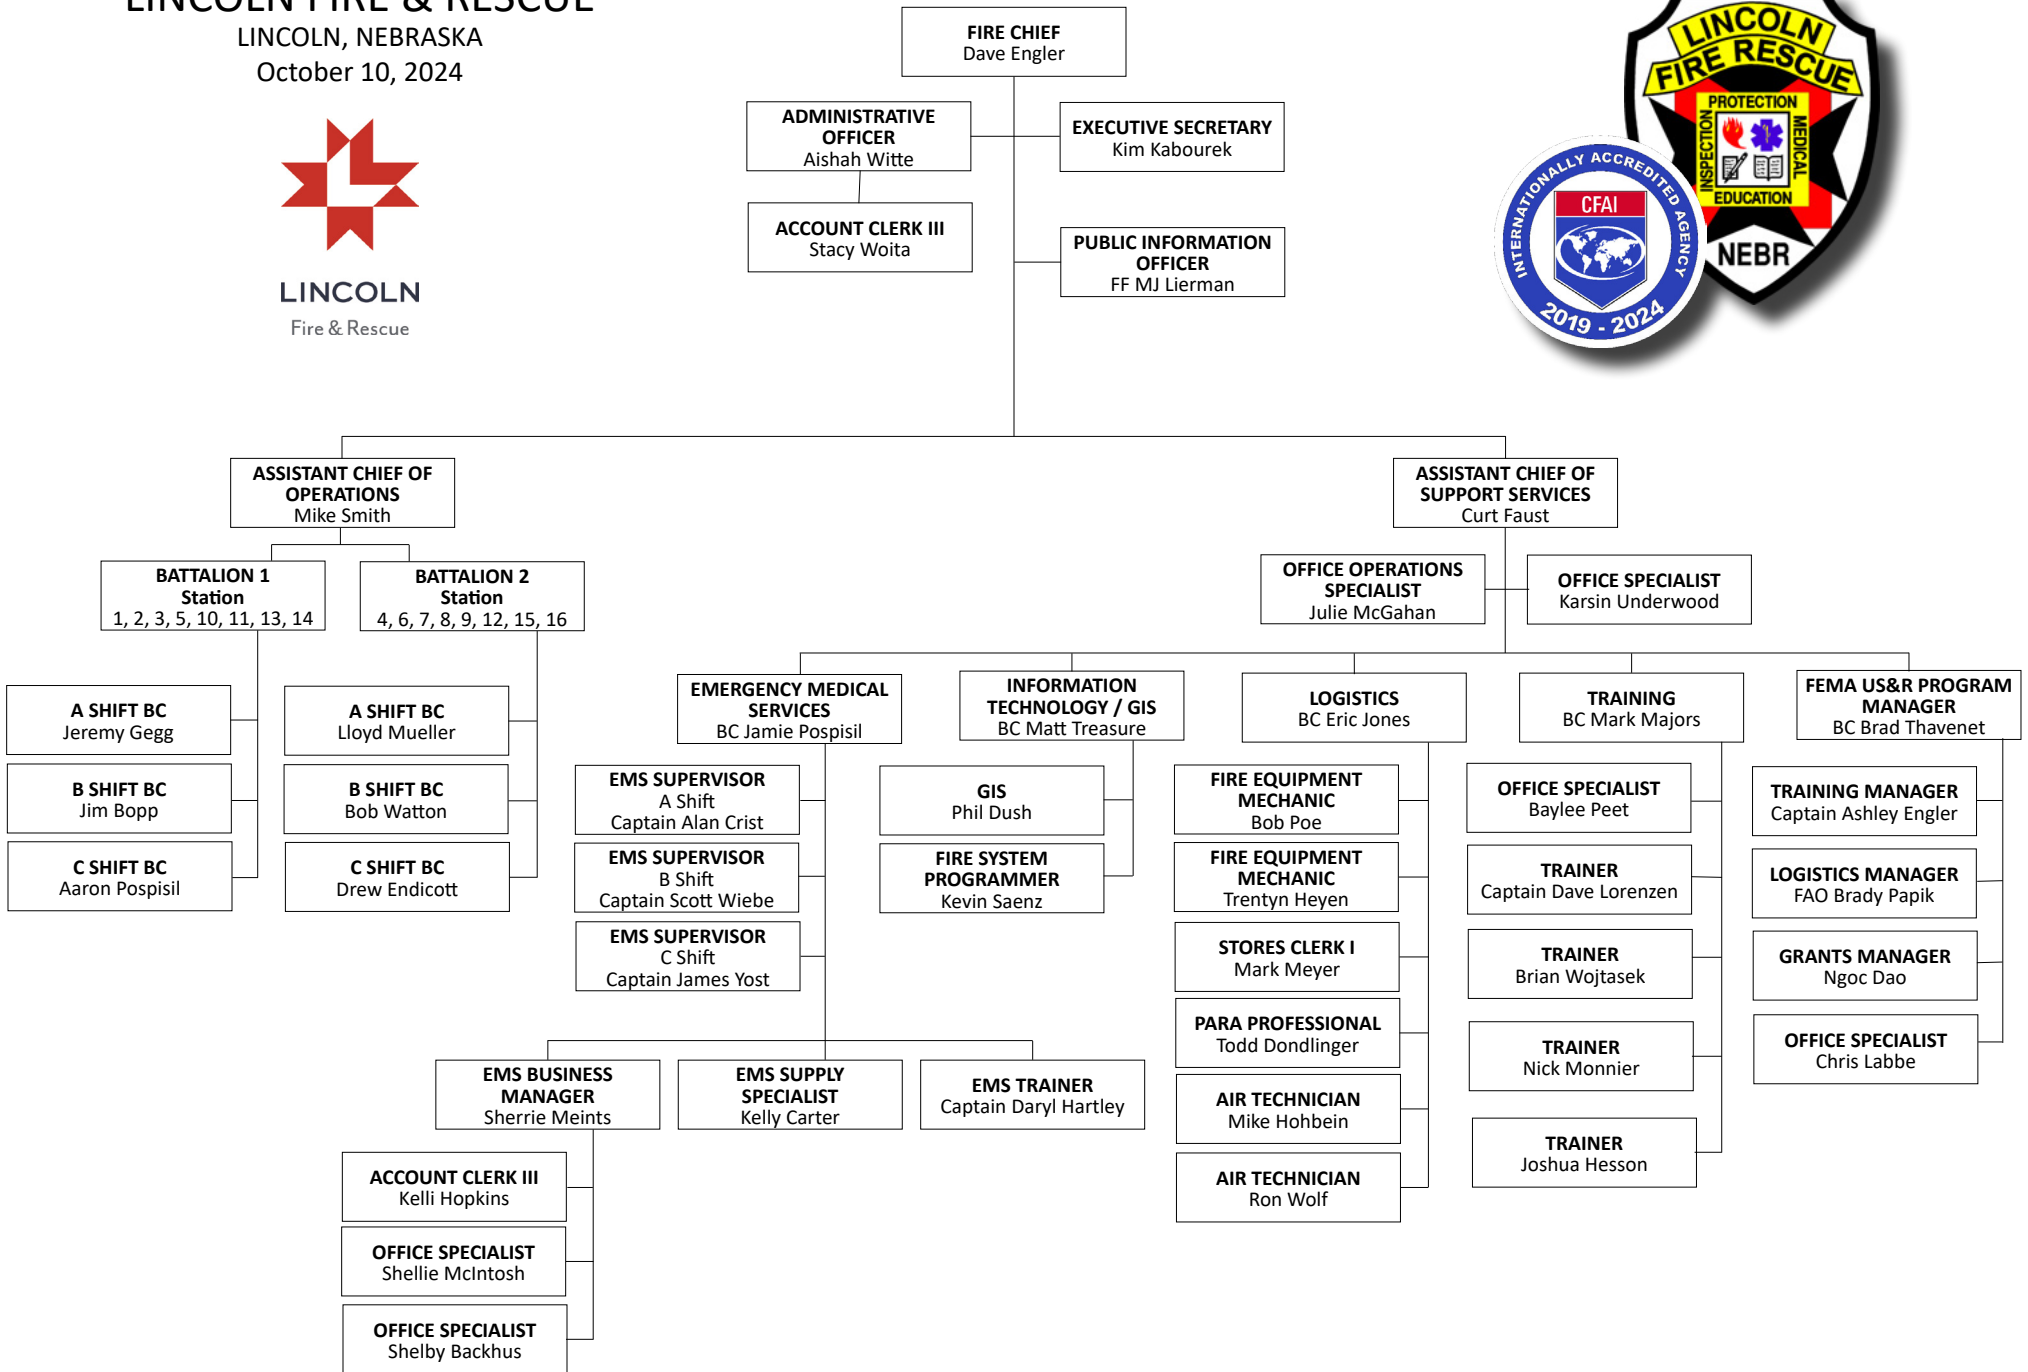 LINCOLN FIRE & RESCUE
LINCOLN, NEBRASKA
October 10, 2024
LINCOLN
Fire & Rescue
FIRE CHIEF
Dave Engler
ADMINISTRATIVE
OFFICER
Aishah Witte
EXECUTIVE SECRETARY
Kim Kabourek
ACCOUNT CLERK III
Stacy Woita
PUBLIC INFORMATION
OFFICER
FF MJ Lierman
LINCOLN
FIRE RESCUE
PROTECTION
INSPECTION
MEDICAL
EDUCATION
NEBR
INTERNATIONALLY ACCREDITED AGENCY
CFAI
2019 - 2024
ASSISTANT CHIEF OF
OPERATIONS
Mike Smith
ASSISTANT CHIEF OF
SUPPORT SERVICES
Curt Faust
BATTALION 1
Station
1, 2, 3, 5, 10, 11, 13, 14
BATTALION 2
Station
4, 6, 7, 8, 9, 12, 15, 16
OFFICE OPERATIONS
SPECIALIST
Julie McGahan
OFFICE SPECIALIST
Karsin Underwood
A SHIFT BC
Jeremy Gegg
B SHIFT BC
Jim Bopp
C SHIFT BC
Aaron Pospisil
A SHIFT BC
Lloyd Mueller
B SHIFT BC
Bob Watton
C SHIFT BC
Drew Endicott
EMERGENCY MEDICAL
SERVICES
BC Jamie Pospisil
EMS SUPERVISOR
A Shift
Captain Alan Crist
EMS SUPERVISOR
B Shift
Captain Scott Wiebe
EMS SUPERVISOR
C Shift
Captain James Yost
EMS BUSINESS
MANAGER
Sherrie Meints
EMS SUPPLY
SPECIALIST
Kelly Carter
EMS TRAINER
Captain Daryl Hartley
ACCOUNT CLERK III
Kelli Hopkins
OFFICE SPECIALIST
Shellie McIntosh
OFFICE SPECIALIST
Shelby Backhus
INFORMATION
TECHNOLOGY / GIS
BC Matt Treasure
GIS
Phil Dush
FIRE SYSTEM
PROGRAMMER
Kevin Saenz
LOGISTICS
BC Eric Jones
FIRE EQUIPMENT
MECHANIC
Bob Poe
FIRE EQUIPMENT
MECHANIC
Trentyn Heyen
STORES CLERK I
Mark Meyer
PARA PROFESSIONAL
Todd Dondlinger
AIR TECHNICIAN
Mike Hohbein
AIR TECHNICIAN
Ron Wolf
TRAINING
BC Mark Majors
OFFICE SPECIALIST
Baylee Peet
TRAINER
Captain Dave Lorenzen
TRAINER
Brian Wojtasek
TRAINER
Nick Monnier
TRAINER
Joshua Hesson
FEMA US&R PROGRAM
MANAGER
BC Brad Thavenet
TRAINING MANAGER
Captain Ashley Engler
LOGISTICS MANAGER
FAO Brady Papik
GRANTS MANAGER
Ngoc Dao
OFFICE SPECIALIST
Chris Labbe